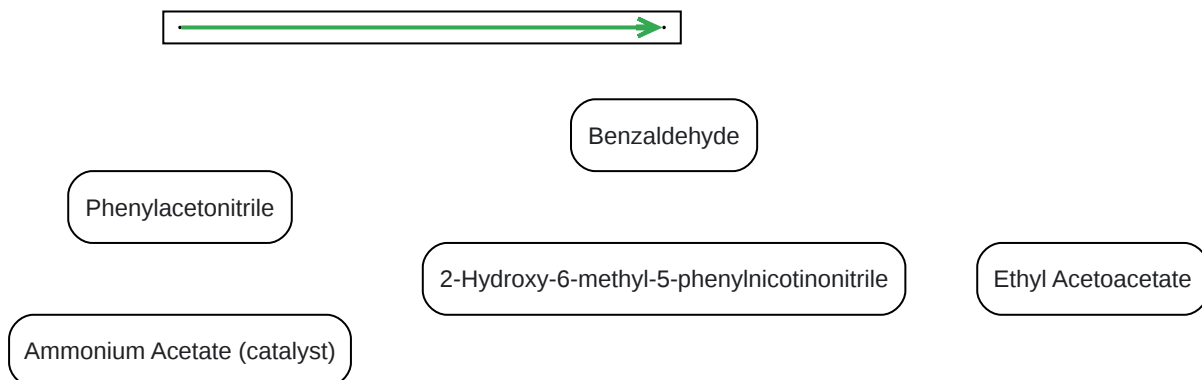 Benzaldehyde
Phenylacetonitrile
2-Hydroxy-6-methyl-5-phenylnicotinonitrile
Ethyl Acetoacetate
Ammonium Acetate (catalyst)